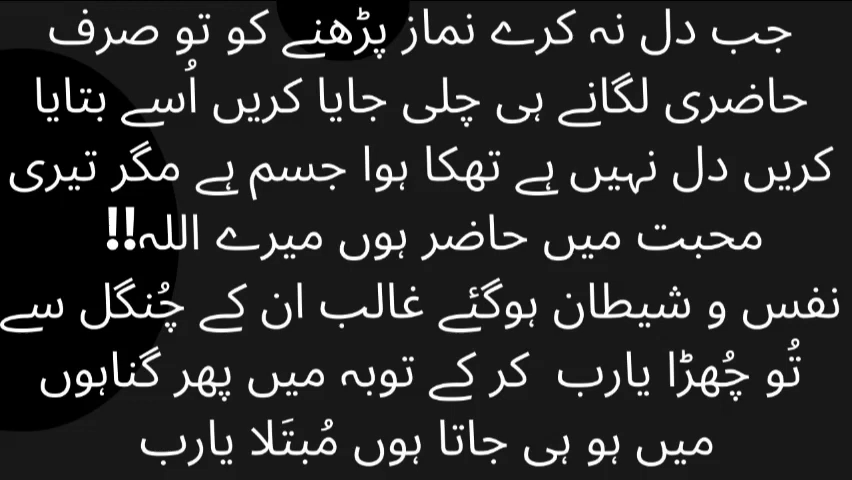 جب دل نہ کرے نماز پڑھنے کو تو صرف
حاضری لگانے ہی چلی جایا کریں اُسے بتایا
کریں دل نہیں ہے تھکا ہوا جسم ہے مگر تیری
محبت میں حاضر ہوں میرے اللہ!!
نفس و شیطان ہوگئے غالب ان کے چُنگل سے
تُو چُھڑا یارب کر کے توبہ میں پھر گناہوں
میں ہو ہی جاتا ہوں مُبتَلا یارب